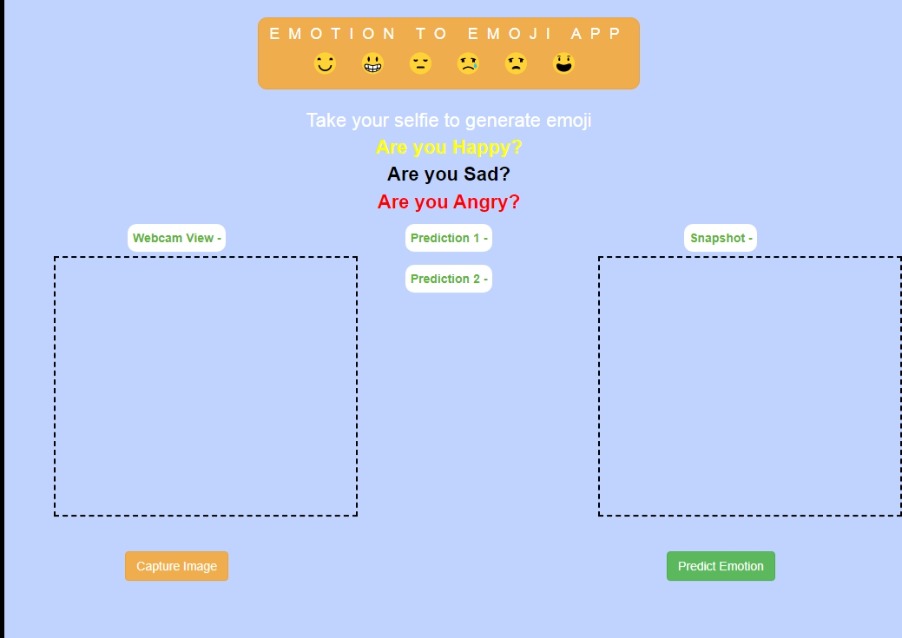 EMOTION TO EMOJI APP
Take your selfie to generate emoji
Are you Happy?
Are you Sad?
Are you Angry?
Webcam View -
Prediction 1 -
Snapshot -
Prediction 2 -
Capture Image
Predict Emotion